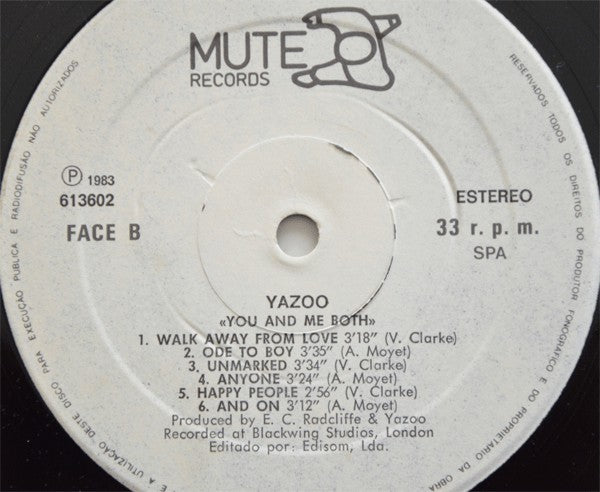 MUTE
RECORDS
℗ 1983
613602
FACE B
ESTEREO
33 r. p. m.
SPA
YAZOO
«YOU AND ME BOTH»
1. WALK AWAY FROM LOVE 3'18" (V. Clarke)
2. ODE TO BOY 3'35" (A. Moyet)
3. UNMARKED 3'34" (V. Clarke)
4. ANYONE 3'24" (A. Moyet)
5. HAPPY PEOPLE 2'56" (V. Clarke)
6. AND ON 3'12" (A. Moyet)
Produced by E. C. Radcliffe & Yazoo
Recorded at Blackwing Studios, London
Editado por: Edisom, Lda.
RESERVADOS TODOS OS DIREITOS DO PRODUTOR FONOGRÁFICO E DO PROPRIETÁRIO DA OBRA
E A UTILIZAÇÃO DESTE DISCO PARA EXECUÇÃO PÚBLICA E RADIODIFUSÃO NÃO AUTORIZADOS